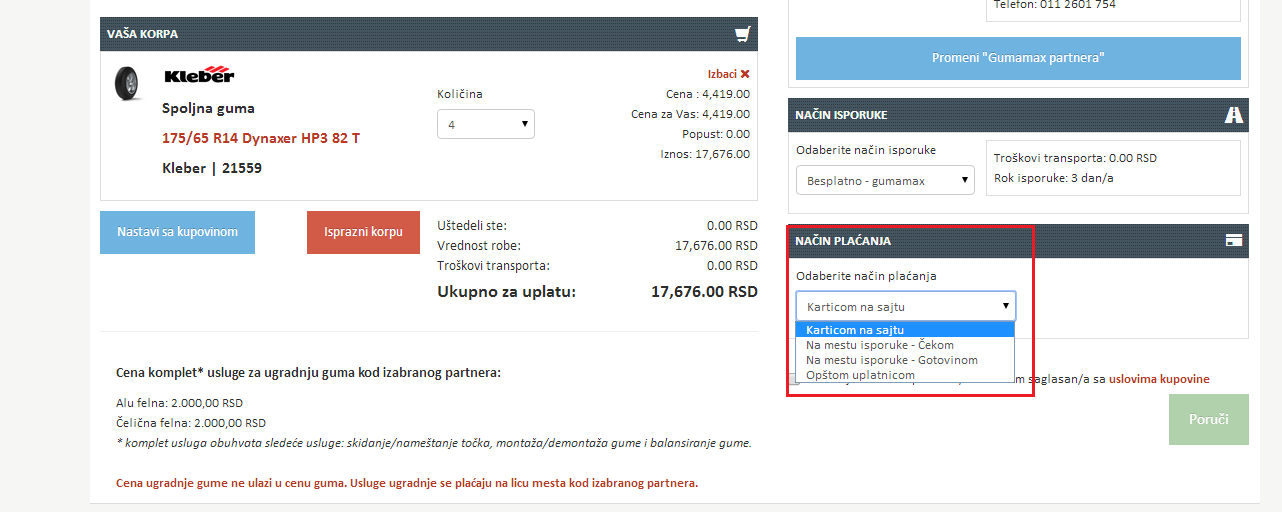 VAŠA KORPA
Kleber
Spoljna guma
175/65 R14 Dynaxer HP3 82 T
Kleber | 21559
Količina
4
Izbaci ✖
Cena : 4,419.00
Cena za Vas: 4,419.00
Popust: 0.00
Iznos: 17,676.00
Nastavi sa kupovinom
Isprazni korpu
Uštedeli ste: 0.00 RSD
Vrednost robe: 17,676.00 RSD
Troškovi transporta: 0.00 RSD
Ukupno za uplatu: 17,676.00 RSD
Cena komplet* usluge za ugradnju guma kod izabranog partnera:
Alu felna: 2.000,00 RSD
Čelična felna: 2.000,00 RSD
* komplet usluga obuhvata sledeće usluge: skidanje/nameštanje točka, montaža/demontaža gume i balansiranje gume.
Cena ugradnje gume ne ulazi u cenu guma. Usluge ugradnje se plaćaju na licu mesta kod izabranog partnera.
Telefon: 011 2601 754
Promeni "Gumamax partnera"
NAČIN ISPORUKE
Odaberite način isporuke
Besplatno - gumamax
Troškovi transporta: 0.00 RSD
Rok isporuke: 3 dan/a
NAČIN PLAĆANJA
Odaberite način plaćanja
Karticom na sajtu
Karticom na sajtu
Na mestu isporuke - Čekom
Na mestu isporuke - Gotovinom
Opštom uplatnicom
saglasan/a sa uslovima kupovine
Poruči